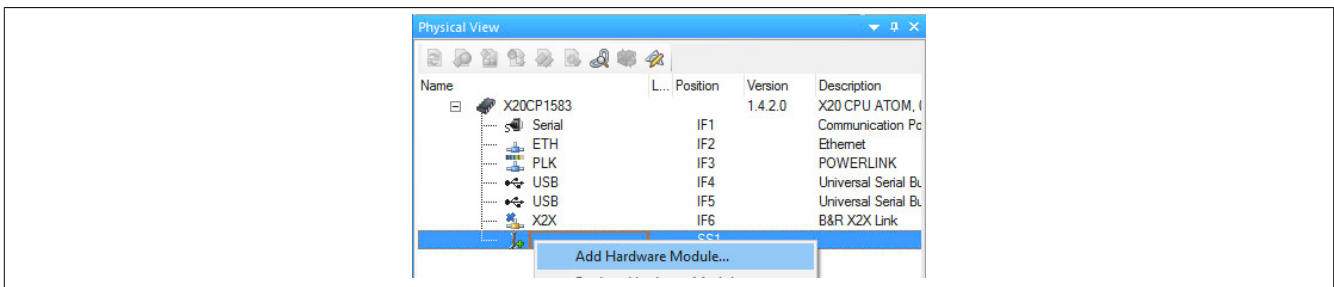 Physical View
Name L... Position Version Description
X20CP1583 1.4.2.0 X20 CPU ATOM, (
Serial IF1 Communication Po
ETH IF2 Ethernet
PLK IF3 POWERLINK
USB IF4 Universal Serial Bu
USB IF5 Universal Serial Bu
X2X IF6 B&R X2X Link
SS1
Add Hardware Module...